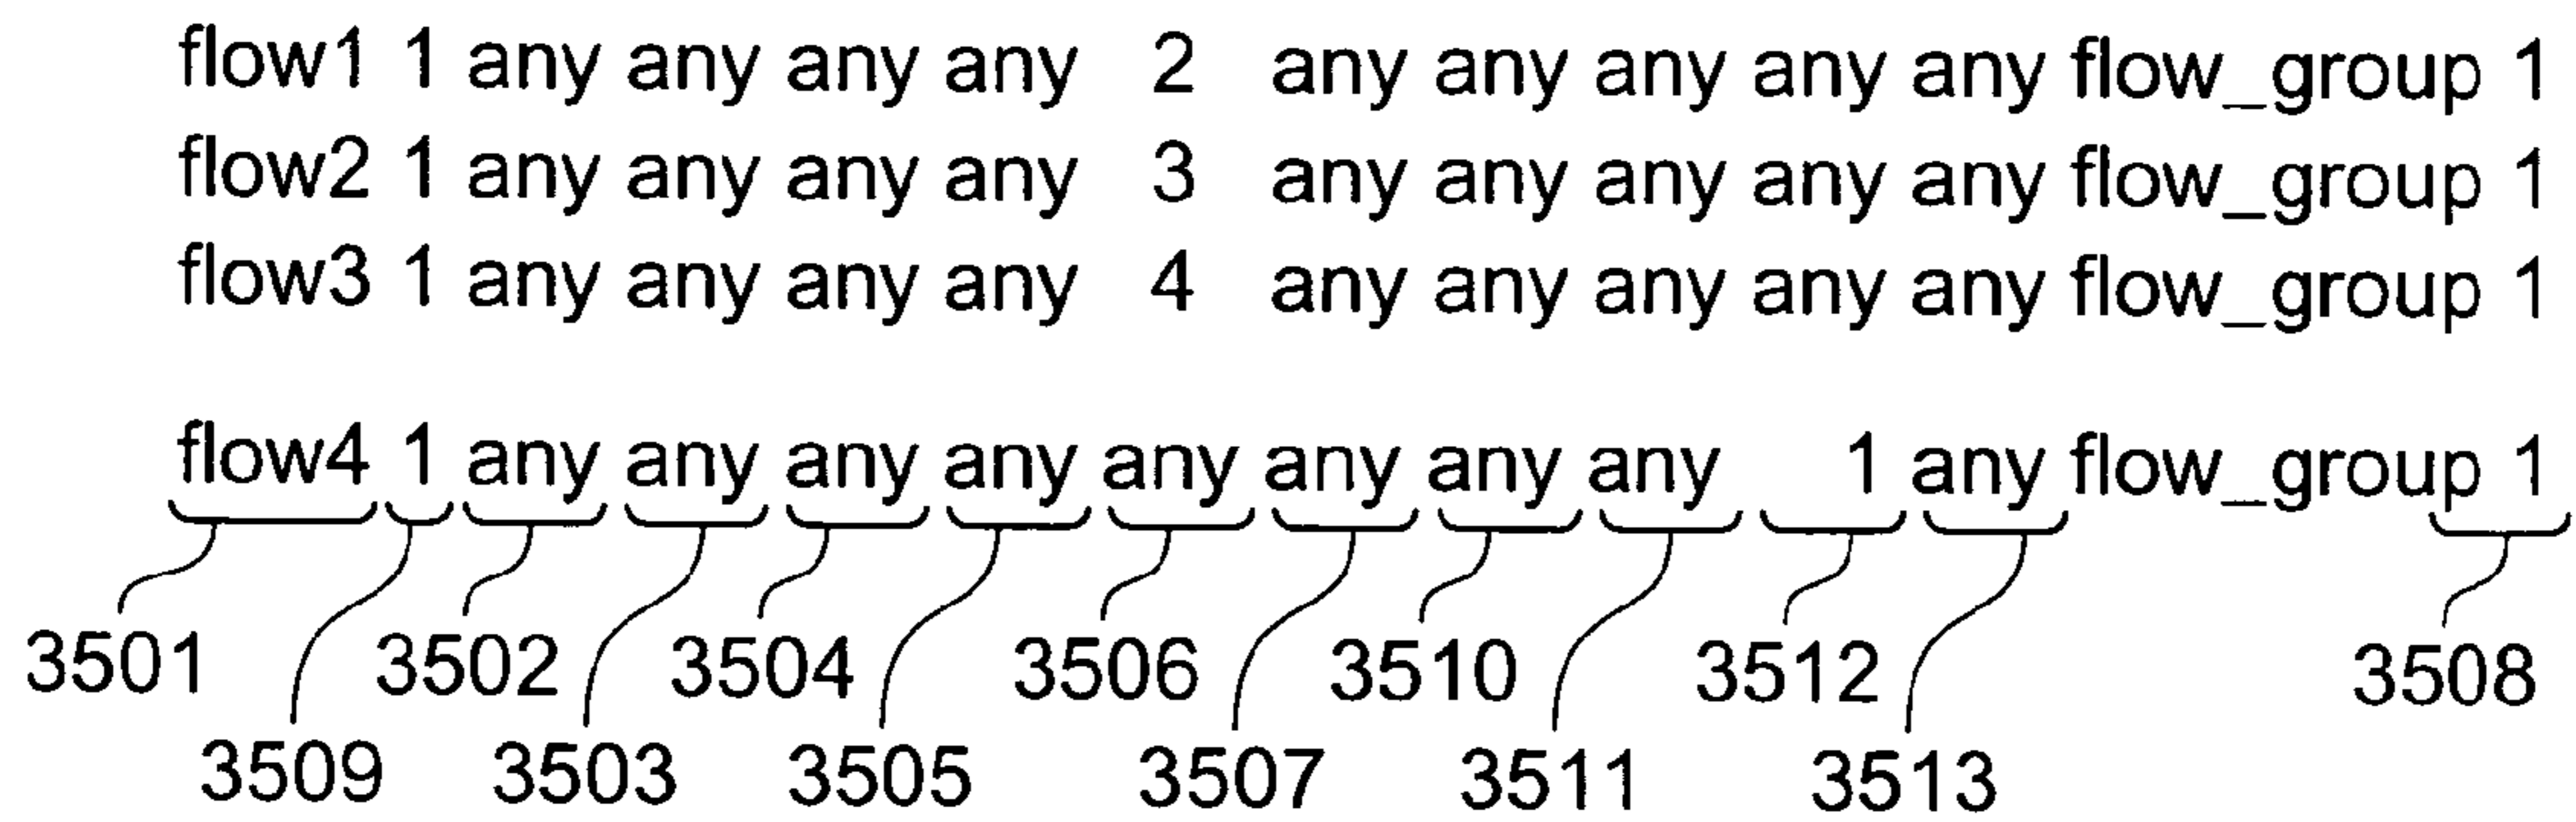 flow1 1 any any any any 2 any any any any any flow_group 1
flow2 1 any any any any 3 any any any any any flow_group 1
flow3 1 any any any any 4 any any any any any flow_group 1
flow4 1 any any any any any any any any 1 any flow_group 1
3501 3502 3504 3506 3510 3512 3508
3509 3503 3505 3507 3511 3513